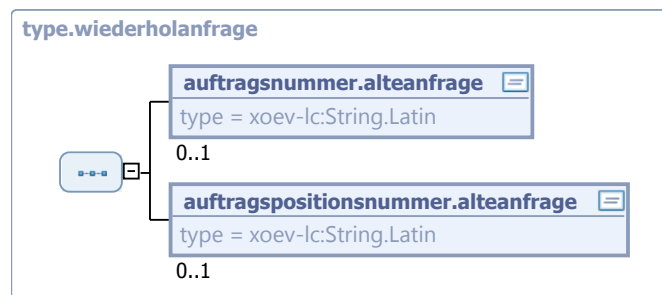 type.wiederholanfrage
auftragsnummer.alteanfrage
type = xoev-lc:String.Latin
0..1
auftragspositionsnummer.alteanfrage
type = xoev-lc:String.Latin
0..1